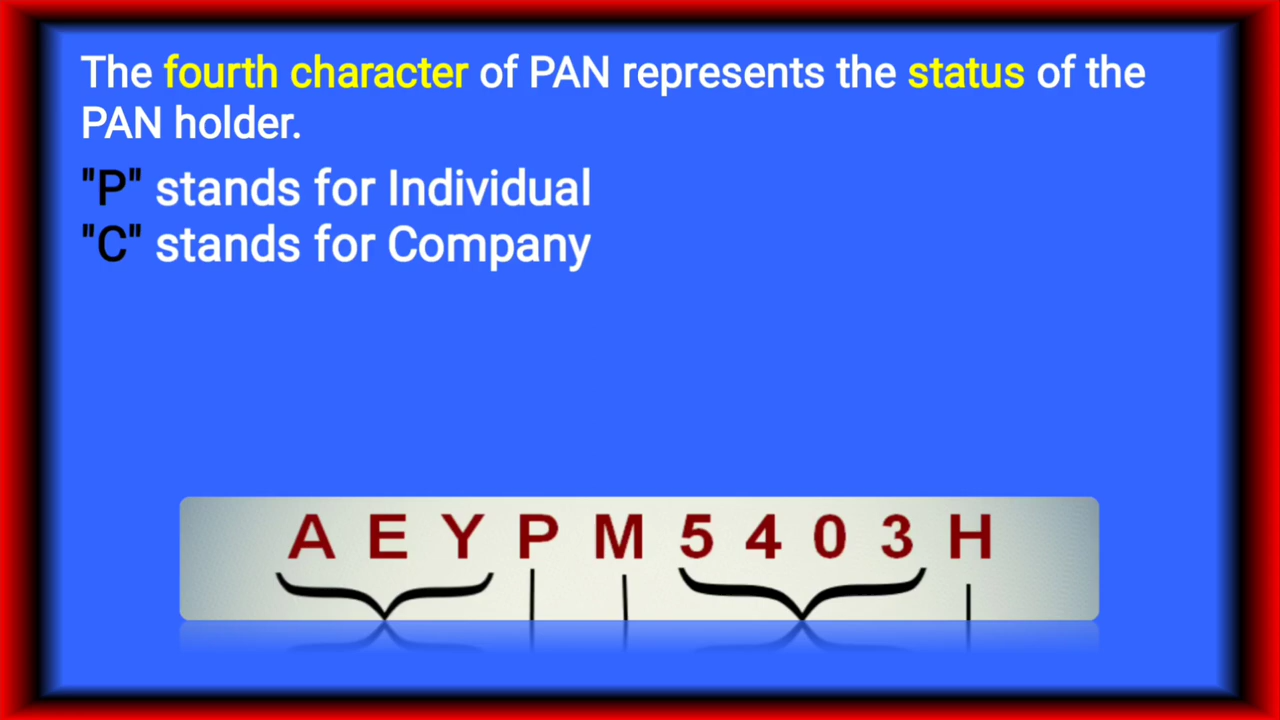 The fourth character of PAN represents the status of the
PAN holder.
"P" stands for Individual
"C" stands for Company
A E Y P M 5 4 0 3 H